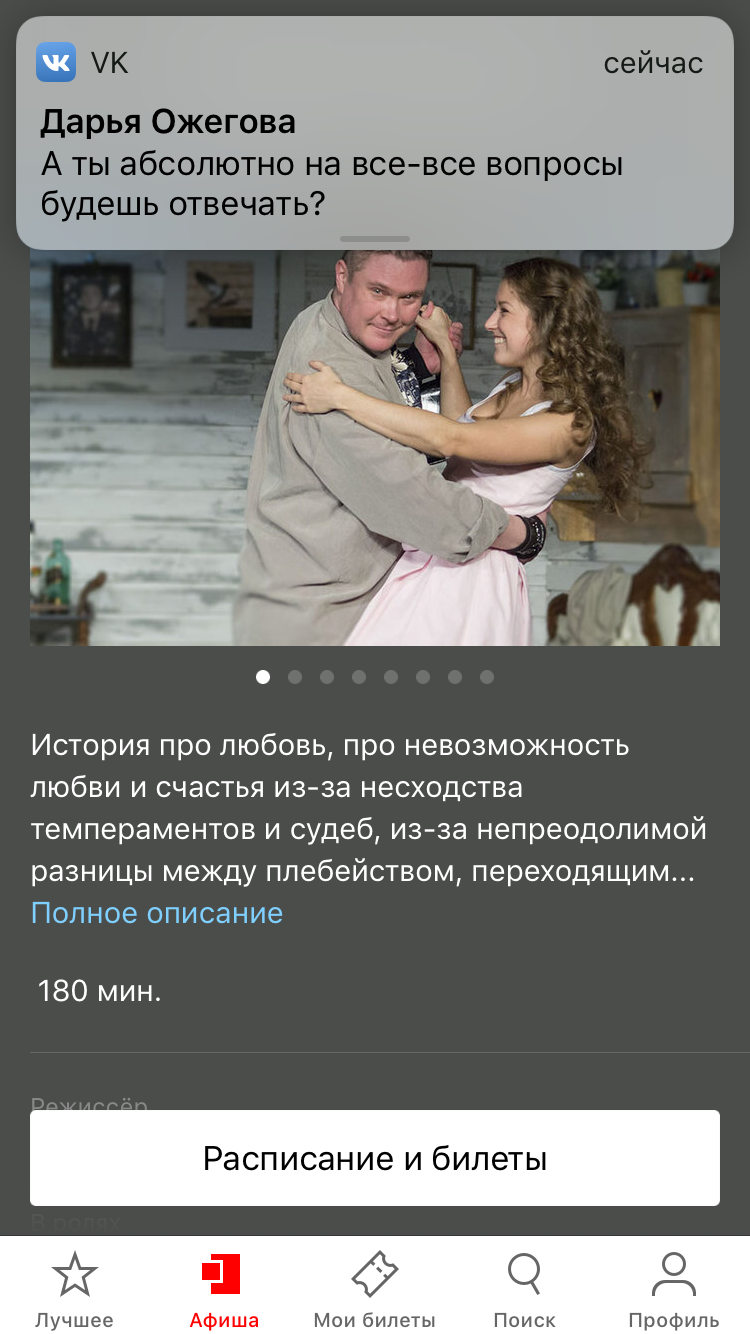 VK
сейчас
Дарья Ожегова
А ты абсолютно на все-все вопросы
будешь отвечать?
История про любовь, про невозможность
любви и счастья из-за несходства
темпераментов и судеб, из-за непреодолимой
разницы между плебейством, переходящим...
Полное описание
180 мин.
Режиссёр
Расписание и билеты
В ролях
Лучшее
Афиша
Мои билеты
Поиск
Профиль